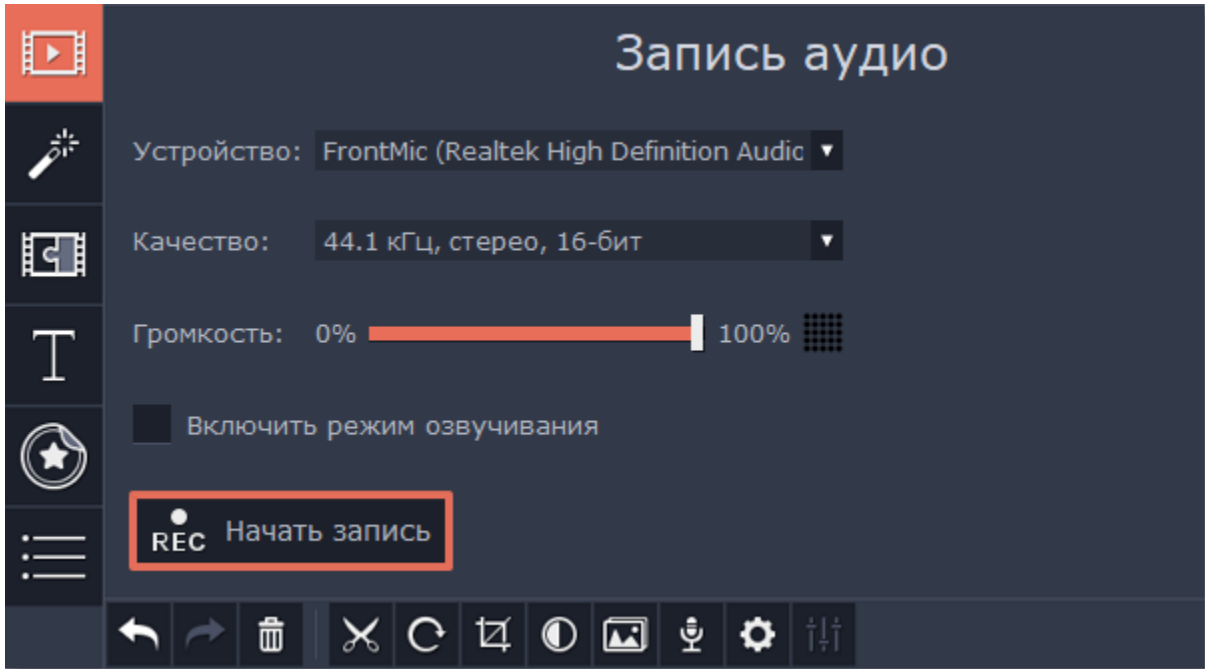 Запись аудио
Устройство: FrontMic (Realtek High Definition Audio
Качество: 44.1 кГц, стерео, 16-бит
Громкость: 0% 100%
Включить режим озвучивания
REC Начать запись